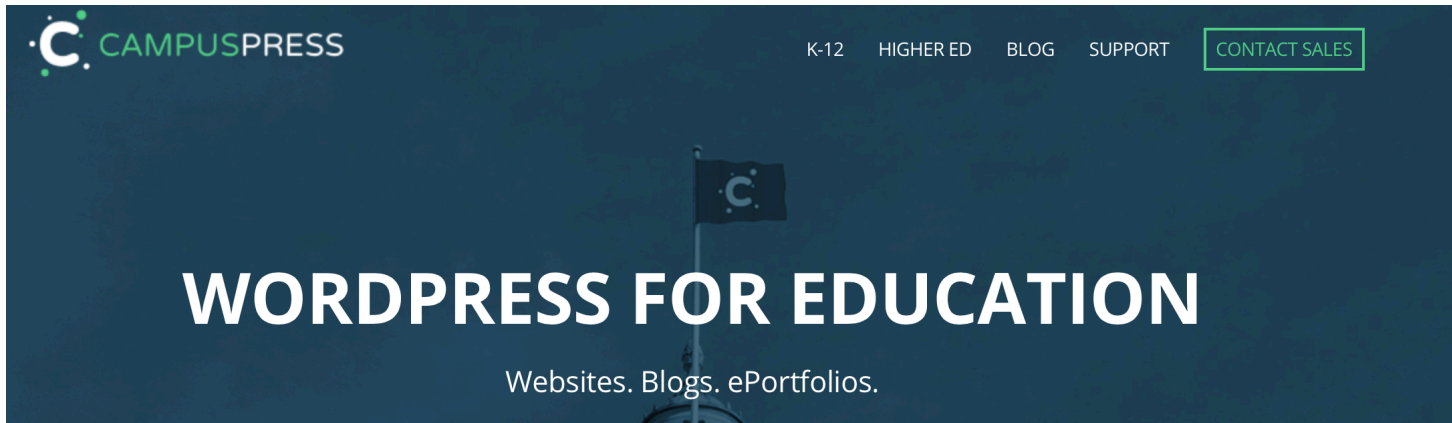 CAMPUSPRESS
K-12 HIGHER ED BLOG SUPPORT CONTACT SALES
C
WORDPRESS FOR EDUCATION
Websites. Blogs. ePortfolios.